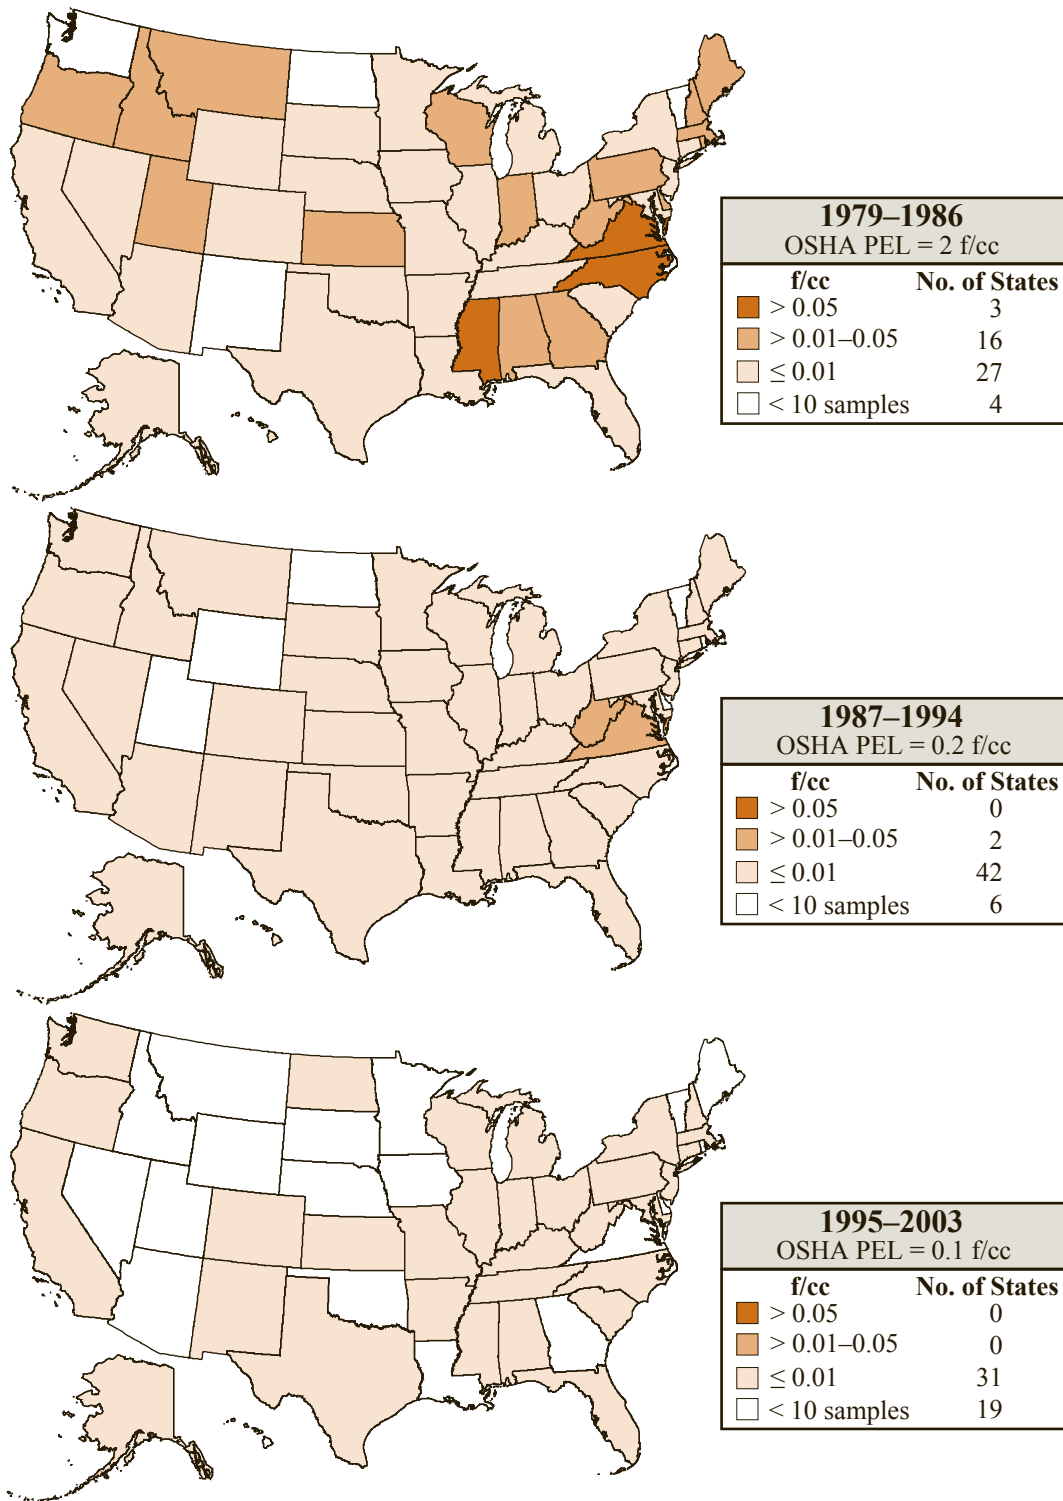 1979–1986
OSHA PEL = 2 f/cc
f/cc No. of States
> 0.05 3
> 0.01–0.05 16
≤ 0.01 27
< 10 samples 4
1987–1994
OSHA PEL = 0.2 f/cc
f/cc No. of States
> 0.05 0
> 0.01–0.05 2
≤ 0.01 42
< 10 samples 6
1995–2003
OSHA PEL = 0.1 f/cc
f/cc No. of States
> 0.05 0
> 0.01–0.05 0
≤ 0.01 31
< 10 samples 19